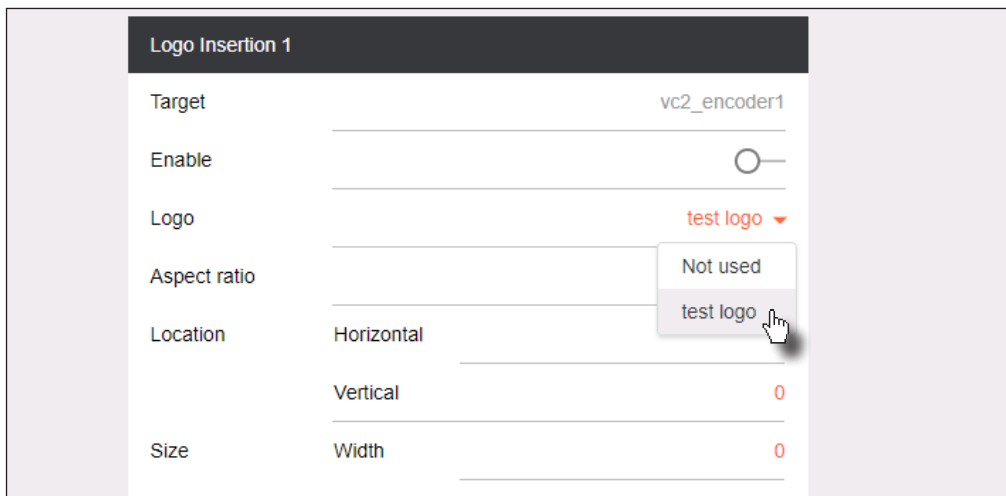 Logo Insertion 1
Target vc2_encoder1
Enable
Logo test logo
Not used
Aspect ratio
test logo
Location Horizontal
Vertical 0
Size Width 0